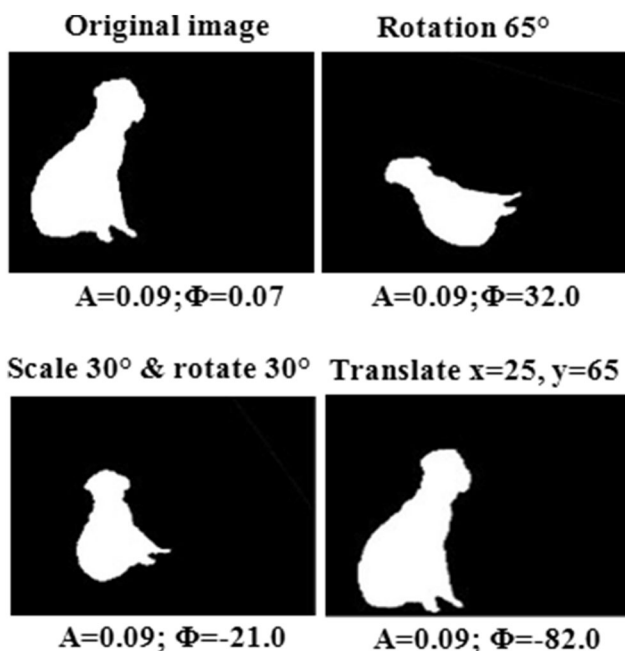 Original image
Rotation 65°
A=0.09;Φ=0.07
A=0.09;Φ=32.0
Scale 30° & rotate 30°
Translate x=25, y=65
A=0.09; Φ=-21.0
A=0.09; Φ=-82.0